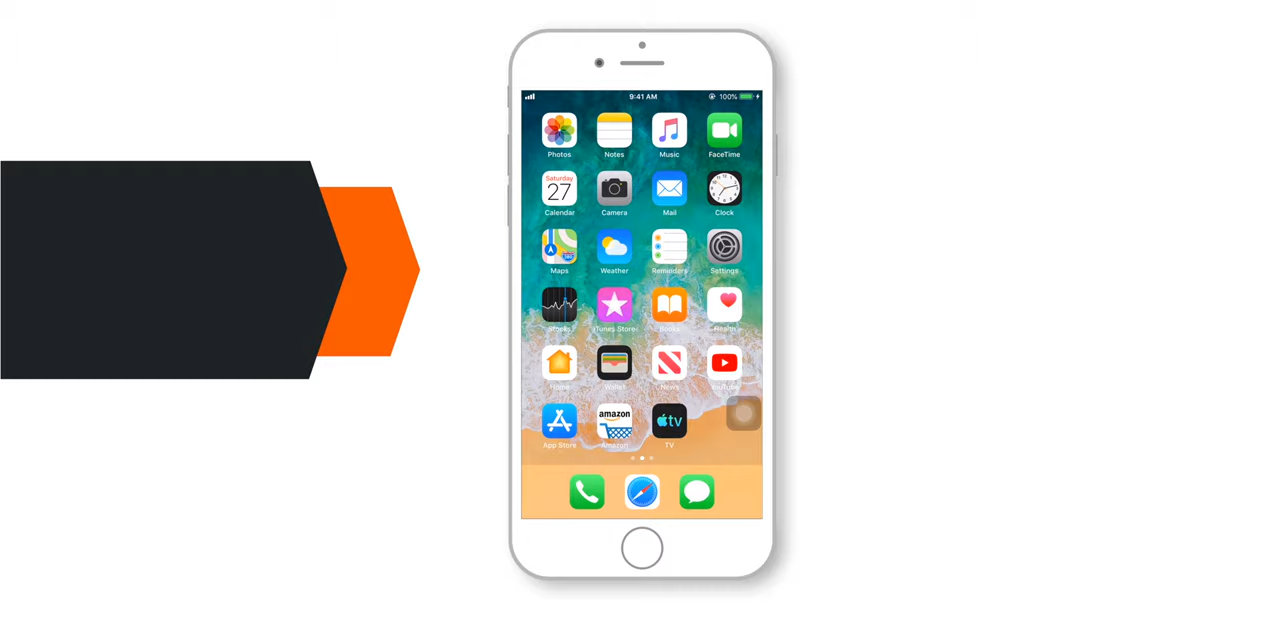 9:41 AM 100%
Photos Notes Music FaceTime
Saturday
27
Calendar Camera Mail Clock
280
Maps Weather Reminders Settings
Stocks iTunes Store Books Health
Home Wallet News YouTube
amazon
tv
App Store Amazon TV